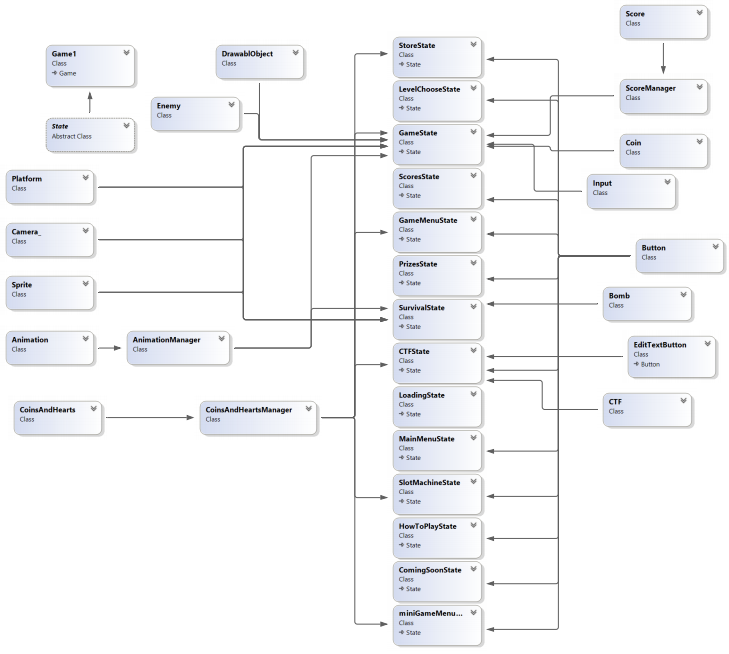 Game1
Class
Game
State
Abstract Class
DrawablObject
Class
Enemy
Class
Platform
Class
Camera_
Class
Sprite
Class
Animation
Class
AnimationManager
Class
CoinsAndHearts
Class
CoinsAndHeartsManager
Class
StoreState
Class
State
LevelChooseState
Class
State
GameState
Class
State
ScoresState
Class
State
GameMenuState
Class
State
PrizesState
Class
State
SurvivalState
Class
State
CTFState
Class
State
LoadingState
Class
State
MainMenuState
Class
State
SlotMachineState
Class
State
HowToPlayState
Class
State
ComingSoonState
Class
State
miniGameMenu...
Class
State
Score
Class
ScoreManager
Class
Coin
Class
Input
Class
Button
Class
Bomb
Class
EditTextButton
Class
Button
CTF
Class